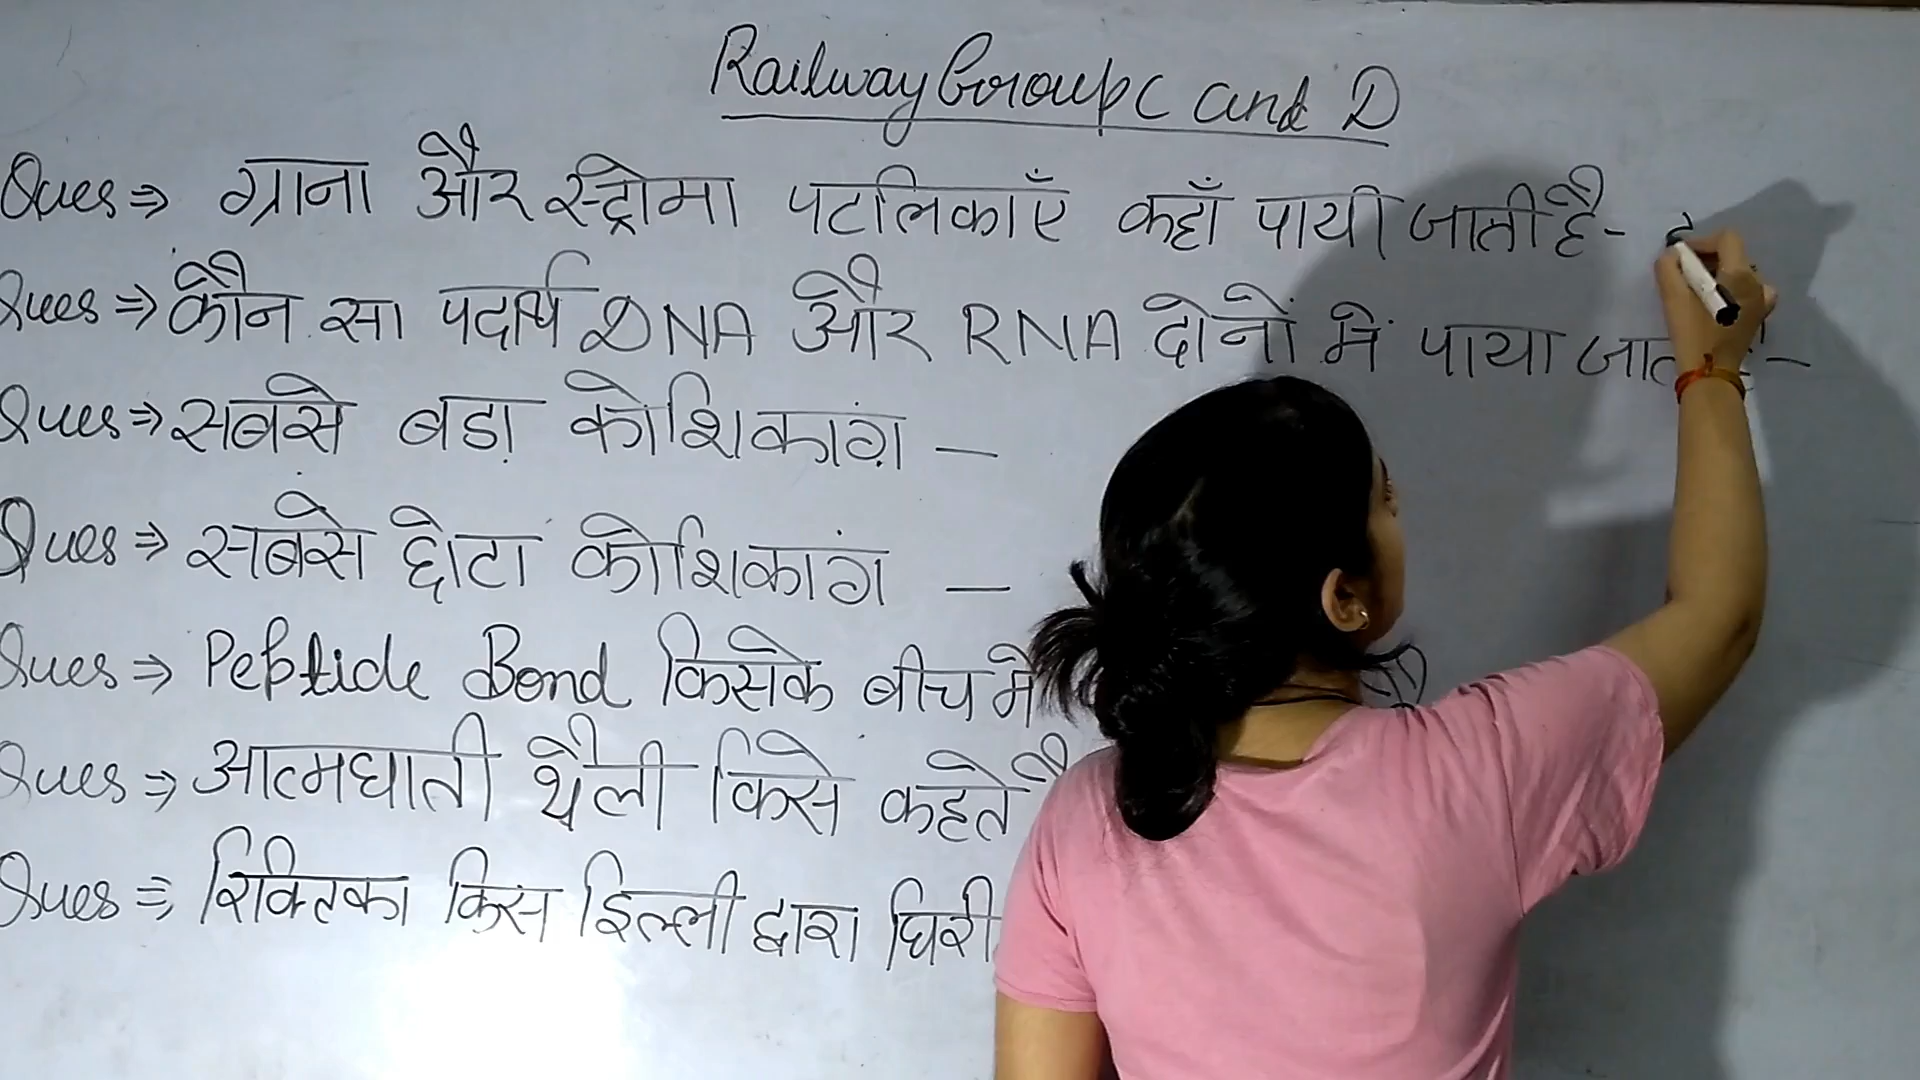 Railway Group C and D
Ques ⇒ ग्राना और स्ट्रोमा पटलिकाएँ कहाँ पायी जाती है -
Ques ⇒ कौन सा पदार्थ DNA और RNA दोनों में पाया -
Ques ⇒ सबसे बड़ा कोशिकांग़ —
Ques ⇒ सबसे छोटा कोशिकांग —
Ques ⇒ Peptide Bond किसके बीच में
Ques ⇒ आत्मघाती थैली किसे कहते
Ques ⇒ रिक्तिका किस झिल्ली द्वारा घिरी